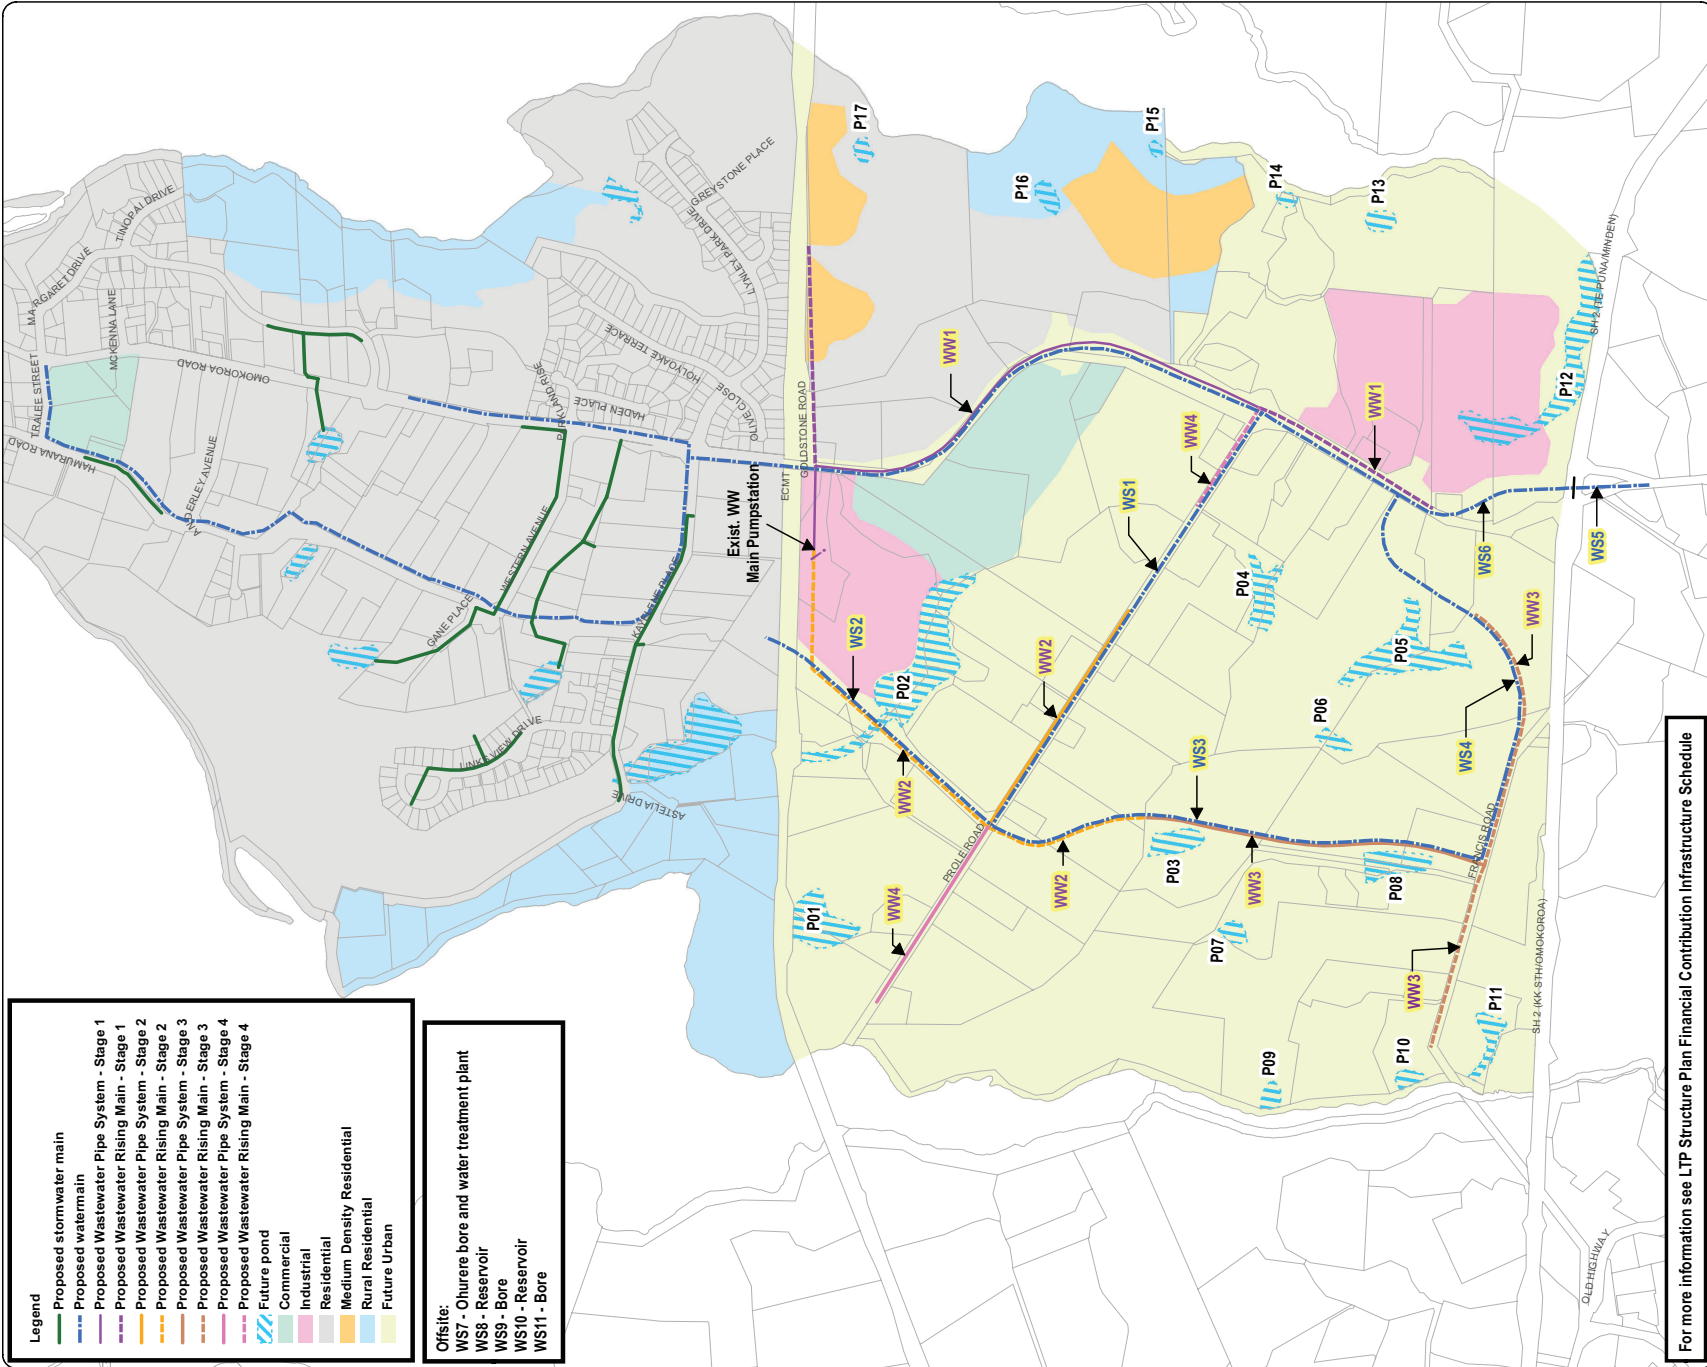 Legend
Proposed stormwater main
Proposed watermain
Proposed Wastewater Pipe System - Stage 1
Proposed Wastewater Rising Main - Stage 1
Proposed Wastewater Pipe System - Stage 2
Proposed Wastewater Rising Main - Stage 2
Proposed Wastewater Pipe System - Stage 3
Proposed Wastewater Rising Main - Stage 3
Proposed Wastewater Pipe System - Stage 4
Proposed Wastewater Rising Main - Stage 4
Future pond
Commercial
Industrial
Residential
Medium Density Residential
Rural Residential
Future Urban
Offsite:
WS7 - Ohurere bore and water treatment plant
WS8 - Reservoir
WS9 - Bore
WS10 - Reservoir
WS11 - Bore
HAMURANA ROAD
TRALEE STREET
MARGARET DRIVE
MCKENNA LANE
TINOPAI DRIVE
OMOKOROA ROAD
ANDERLEY AVENUE
WESTERN AVENUE
GANE PLACE
KAYELENE PLACE
LINKS VIEW DRIVE
ASTELIA DRIVE
PARKLAND RISE
HADEN PLACE
HOLYOAKE TERRACE
OLIVE CLOSE
LYNLEY PARK DRIVE
GREYSTONE PLACE
ECMT
GOLDSTONE ROAD
Exist. WW
Main Pumpstation
P17
P16
P15
P14
P13
P12
WW1
WW1
WW4
WS1
WW2
WS2
P02
WW2
P01
WW4
PROLE ROAD
WW2
P03
WS3
WW3
P04
P05
P06
P07
P08
WS4
WW3
WS6
WS5
FRANCIS ROAD
WW3
P09
P10
P11
SH 2 (KK STH/OMOKOROA)
SH 2 (TE PUNA/MINDEN)
OLD HIGHWAY
For more information see LTP Structure Plan Financial Contribution Infrastructure Schedule